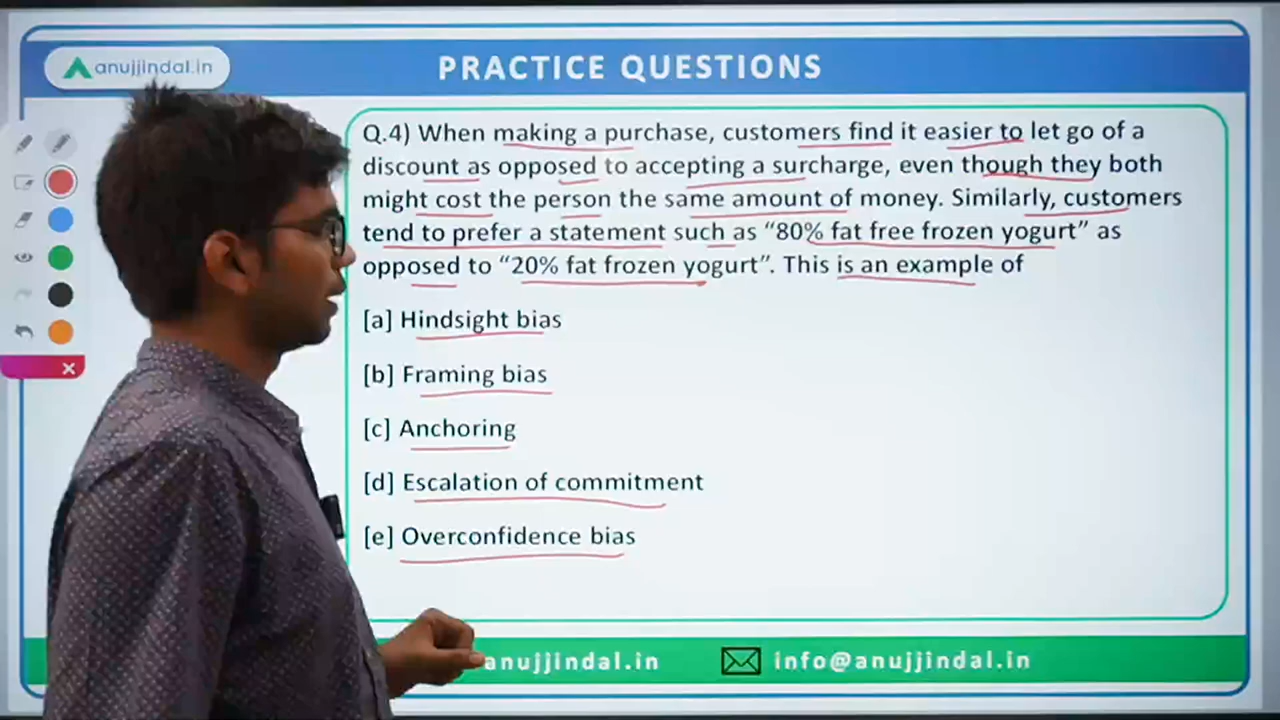 anujjindal.in
PRACTICE QUESTIONS
Q.4) When making a purchase, customers find it easier to let go of a
discount as opposed to accepting a surcharge, even though they both
might cost the person the same amount of money. Similarly, customers
tend to prefer a statement such as “80% fat free frozen yogurt” as
opposed to “20% fat frozen yogurt”. This is an example of
[a] Hindsight bias
[b] Framing bias
[c] Anchoring
[d] Escalation of commitment
[e] Overconfidence bias
anujjindal.in
info@anujjindal.in